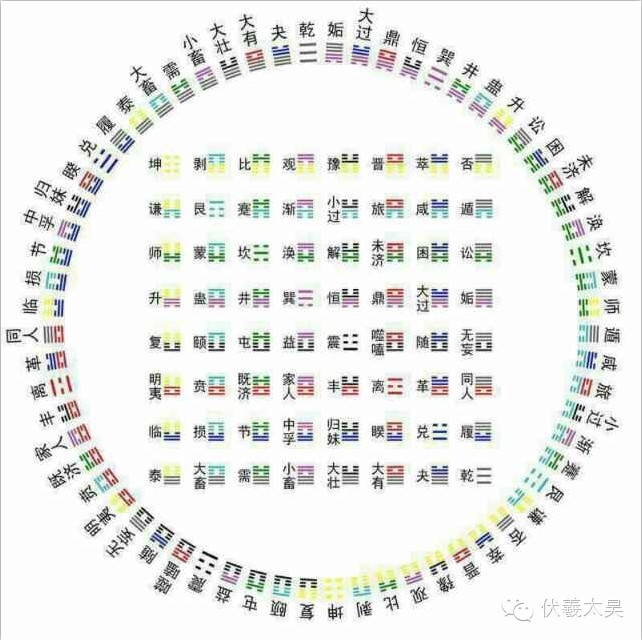 乾
姤
大过
鼎
恒
巽
井
蛊
升
讼
困
未济
解
涣
坎
蒙
师
遁
咸
旅
小过
渐
蹇
艮
谦
否
萃
晋
豫
观
比
剥
坤
复
颐
屯
益
震
噬嗑
随
无妄
明夷
贲
既济
家人
丰
离
革
同人
临
损
节
中孚
归妹
睽
兑
履
泰
大畜
需
小畜
大壮
大有
夬
坤 剥 比 观 豫 晋 萃 否
谦 艮 蹇 渐 小过 旅 咸 遁
师 蒙 坎 涣 解 未济 困 讼
升 蛊 井 巽 恒 鼎 大过 姤
复 颐 屯 益 震 噬嗑 随 无妄
明夷 贲 既济 家人 丰 离 革 同人
临 损 节 中孚 归妹 睽 兑 履
泰 大畜 需 小畜 大壮 大有 夬 乾
伏羲太昊